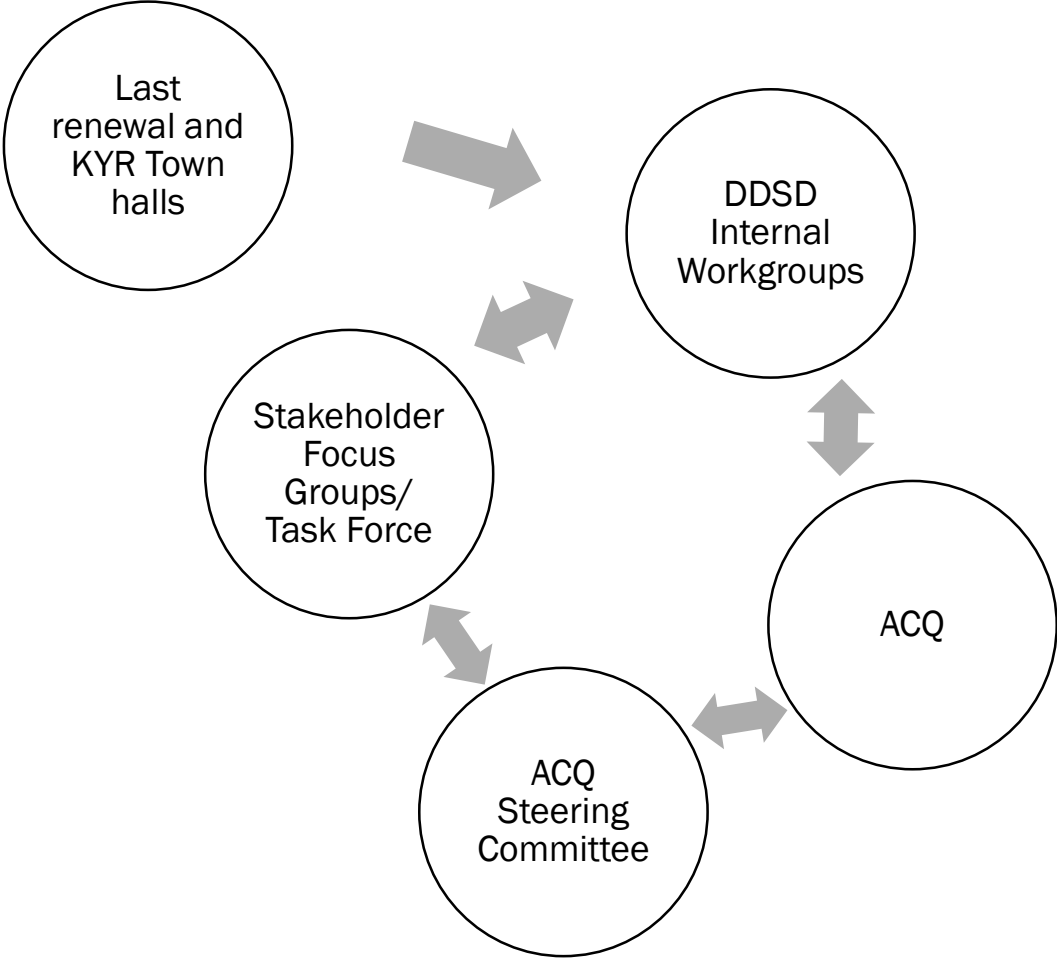 Last
renewal and
KYR Town
halls
DDSD
Internal
Workgroups
Stakeholder
Focus
Groups/
Task Force
ACQ
ACQ
Steering
Committee